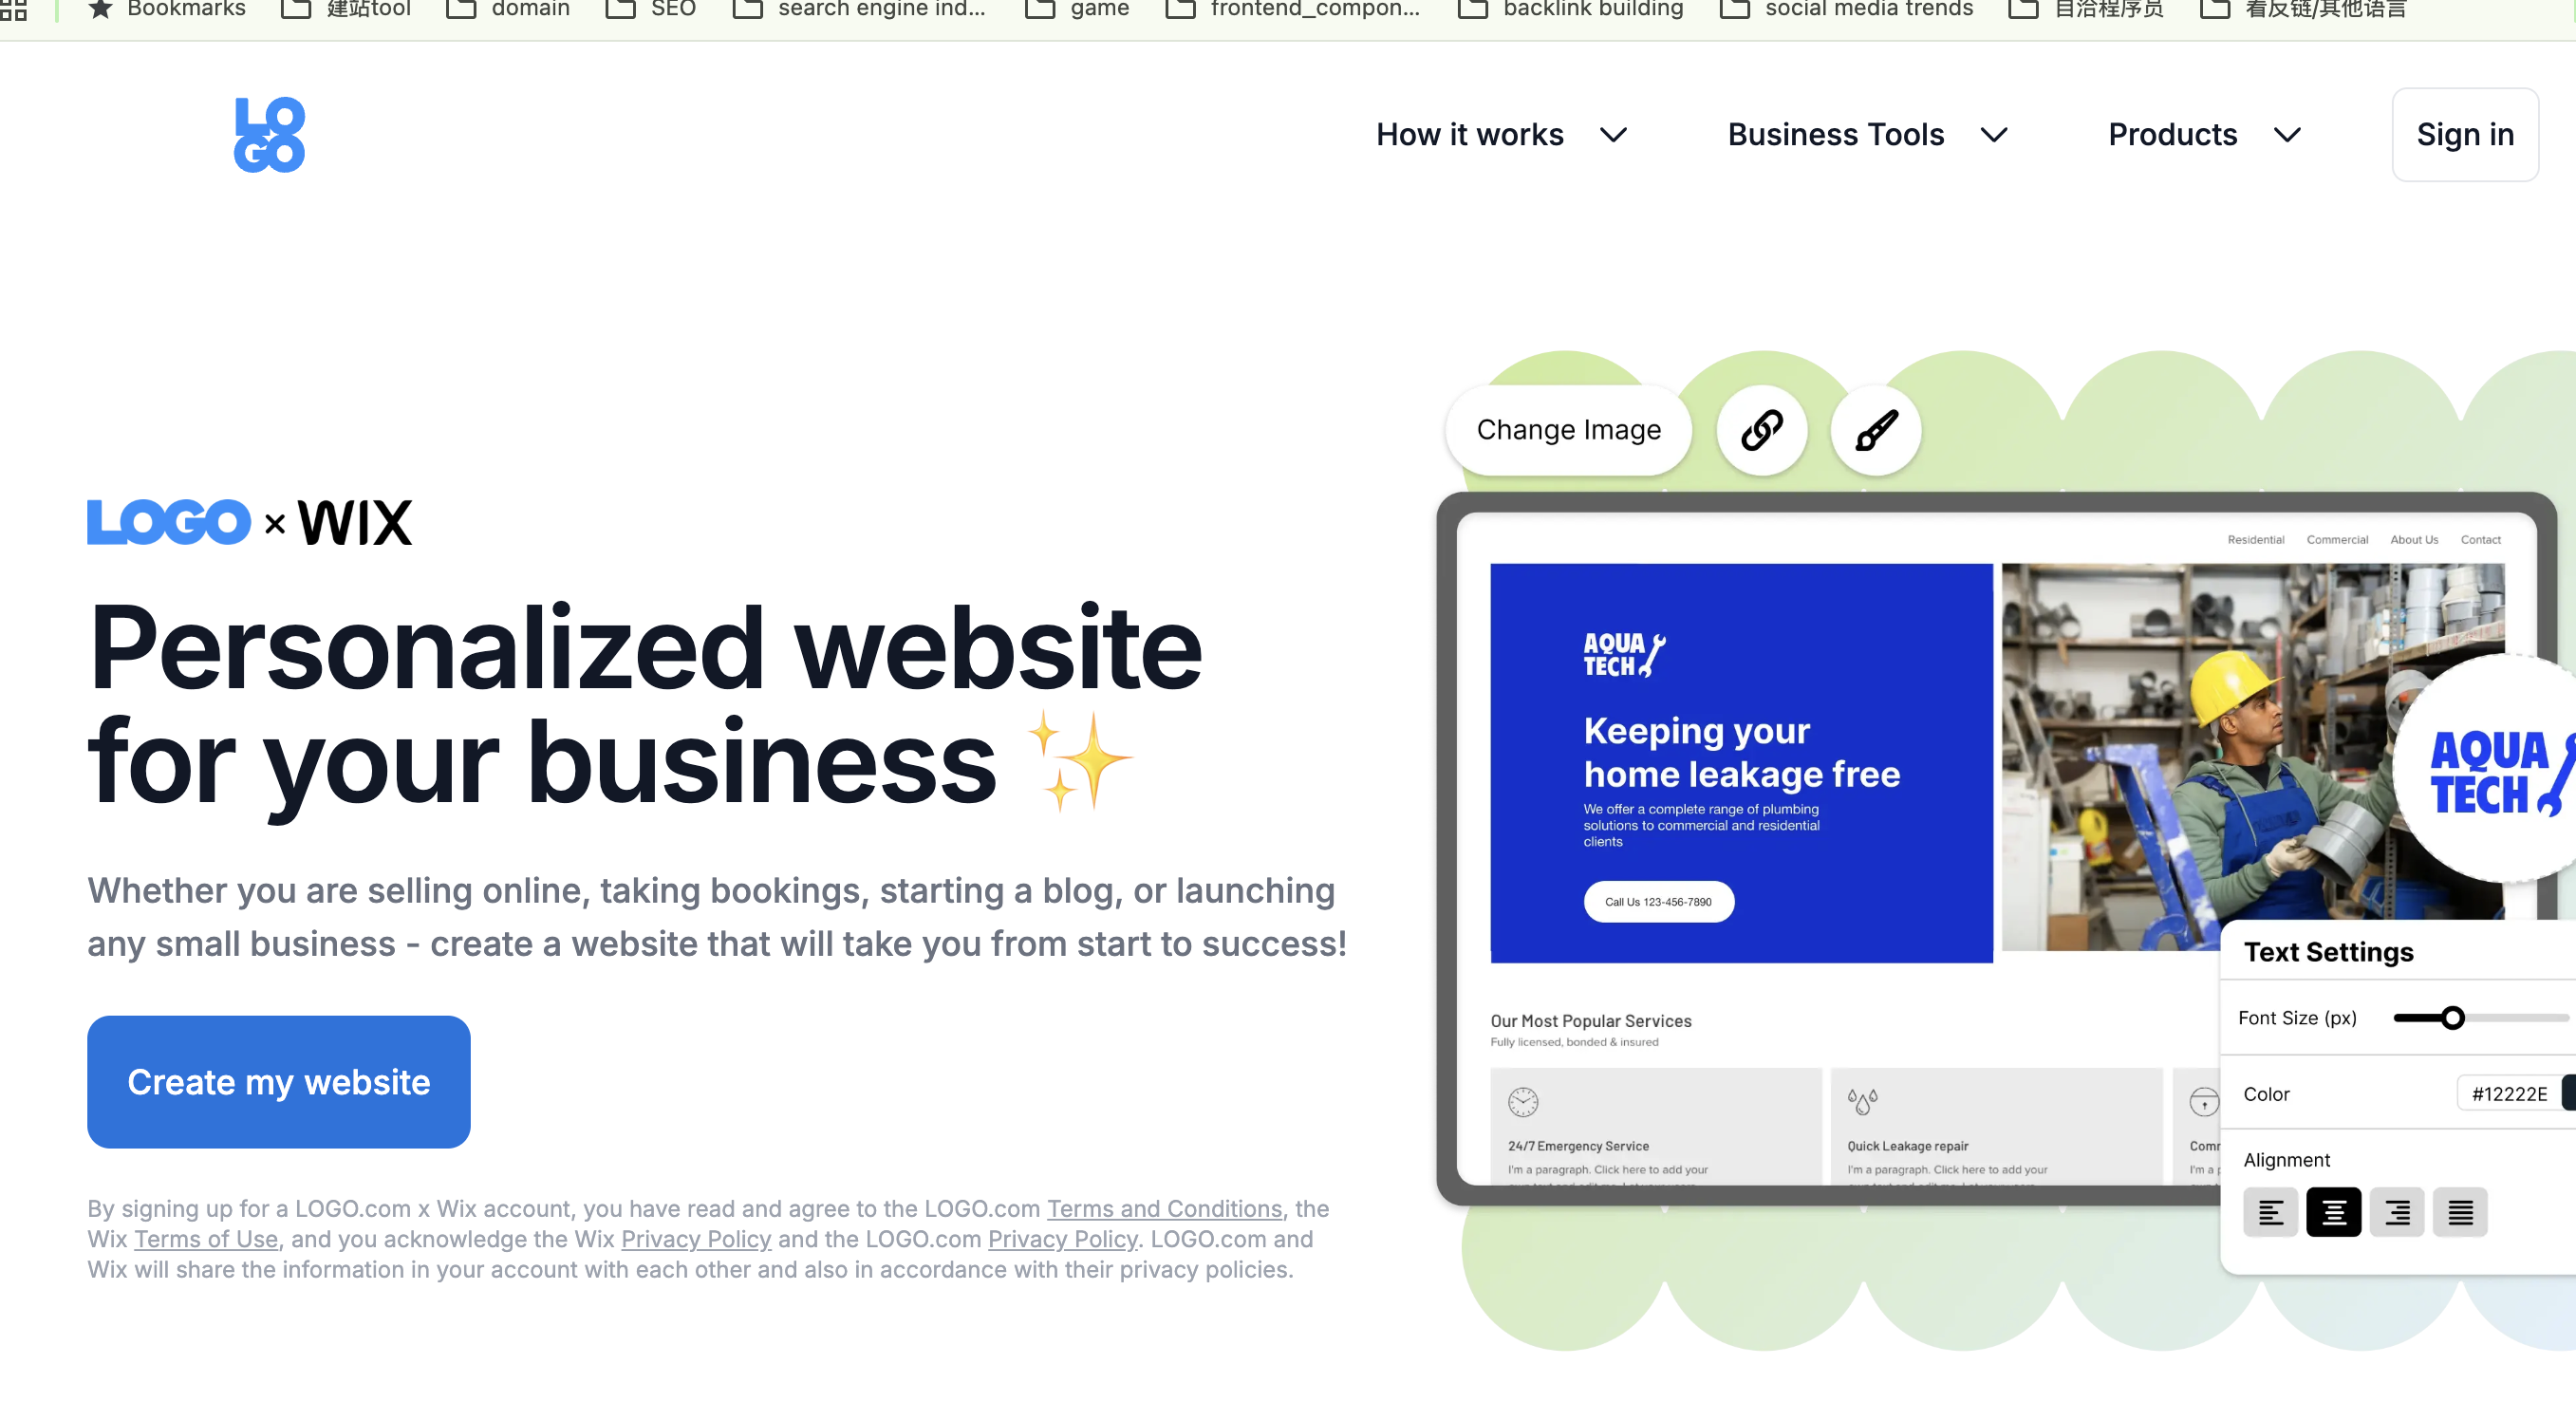 Bookmarks
建站tool
domain
SEO
search engine ind...
game
frontend_compon...
backlink building
social media trends
自洽程序员
看反链/其他语言
LO
GO
How it works
Business Tools
Products
Sign in
Change Image
LOGO × WIX
Personalized website
for your business ✨
Whether you are selling online, taking bookings, starting a blog, or launching
any small business - create a website that will take you from start to success!
Create my website
By signing up for a LOGO.com x Wix account, you have read and agree to the LOGO.com Terms and Conditions, the
Wix Terms of Use, and you acknowledge the Wix Privacy Policy and the LOGO.com Privacy Policy. LOGO.com and
Wix will share the information in your account with each other and also in accordance with their privacy policies.
Residential
Commercial
About Us
Contact
AQUA
TECH
Keeping your
home leakage free
We offer a complete range of plumbing
solutions to commercial and residential
clients
Call Us 123-456-7890
AQUA
TECH
Our Most Popular Services
Fully licensed, bonded & insured
24/7 Emergency Service
I'm a paragraph. Click here to add your
Quick Leakage repair
I'm a paragraph. Click here to add your
Comr
I'm a p
Text Settings
Font Size (px)
Color
#12222E
Alignment